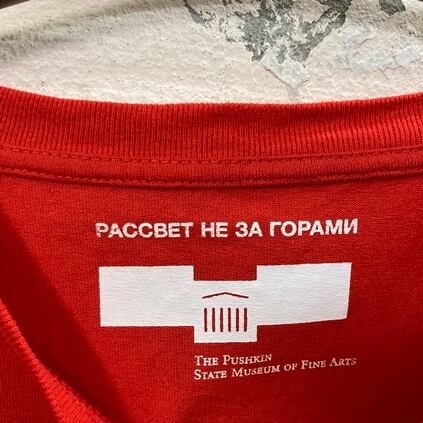 РАССВЕТ НЕ ЗА ГОРАМИ
The Pushkin
State Museum of Fine Arts